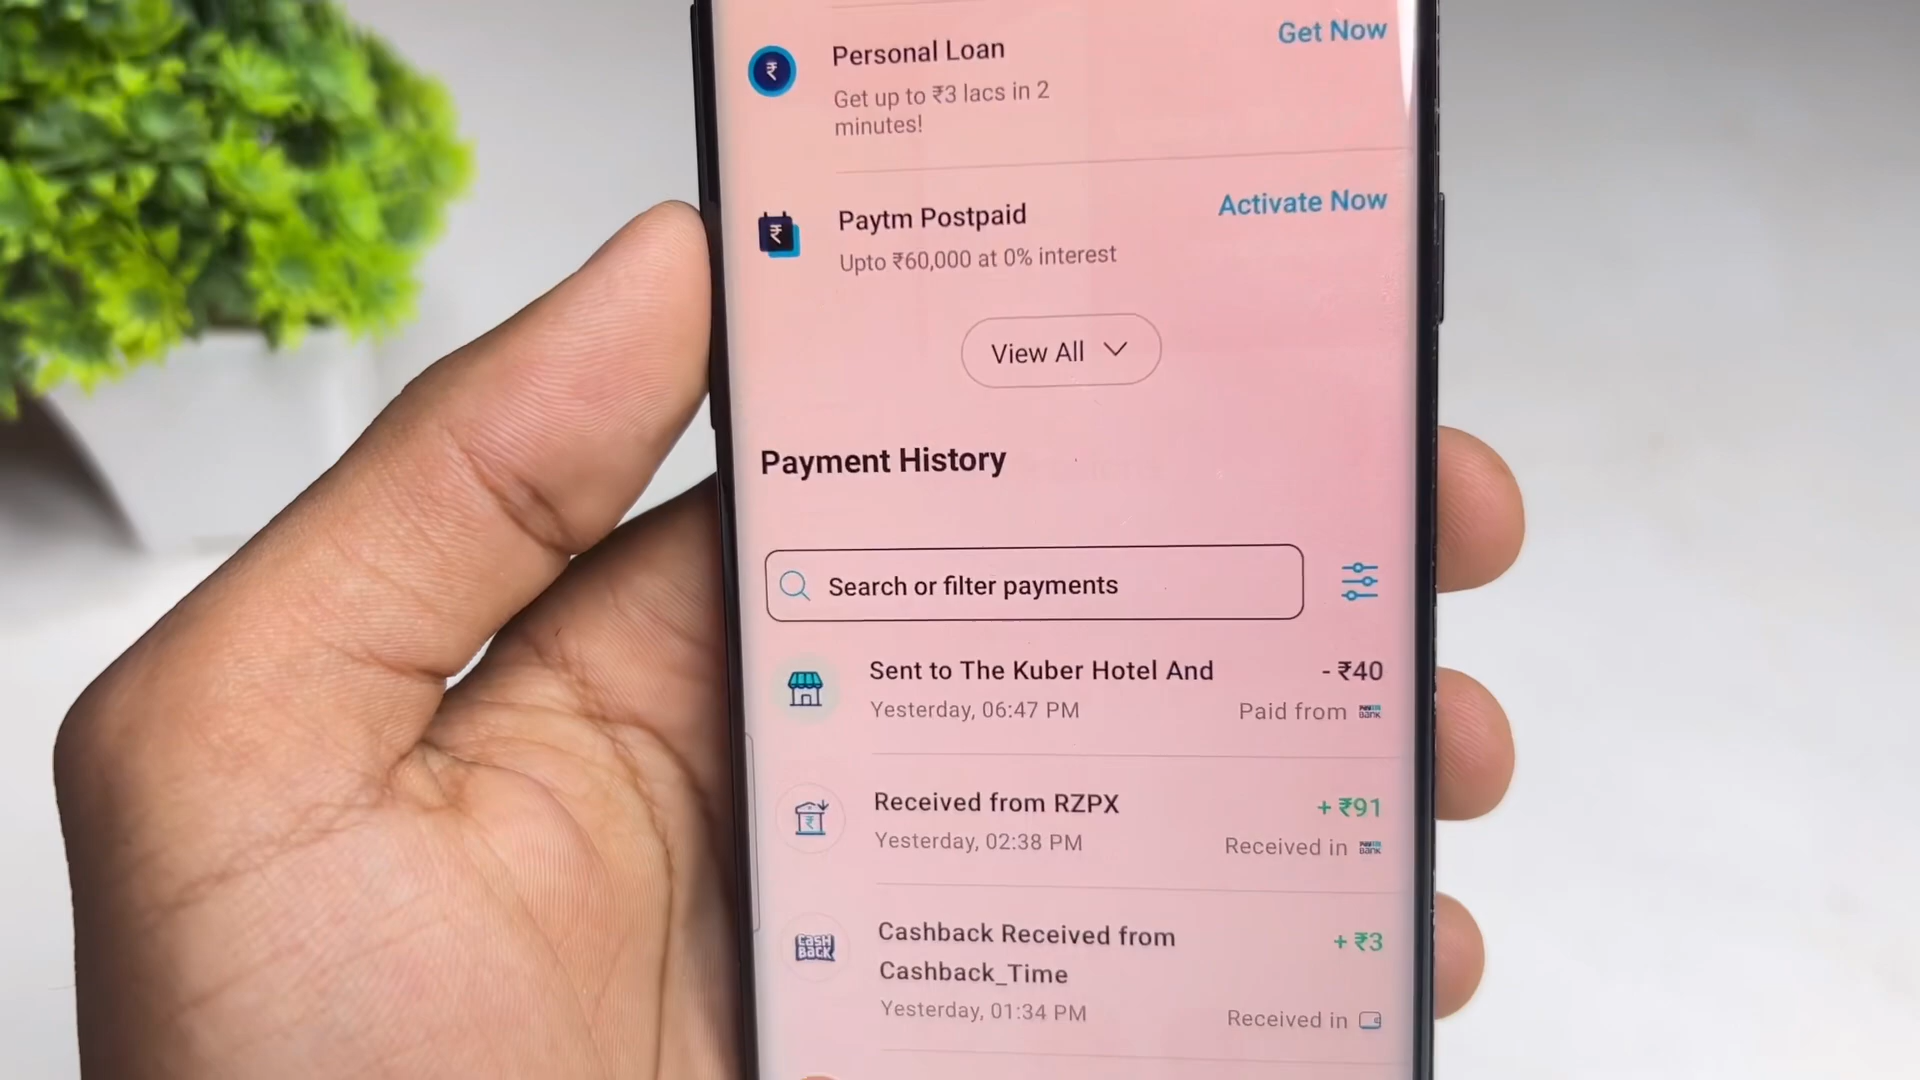 Personal Loan
Get Now
Get up to ₹3 lacs in 2
minutes!
Paytm Postpaid
Activate Now
Upto ₹60,000 at 0% interest
View All
Payment History
Search or filter payments
Sent to The Kuber Hotel And
- ₹40
Yesterday, 06:47 PM
Paid from
Received from RZPX
+ ₹91
Yesterday, 02:38 PM
Received in
CASH
BACK
Cashback Received from
+ ₹3
Cashback_Time
Yesterday, 01:34 PM
Received in